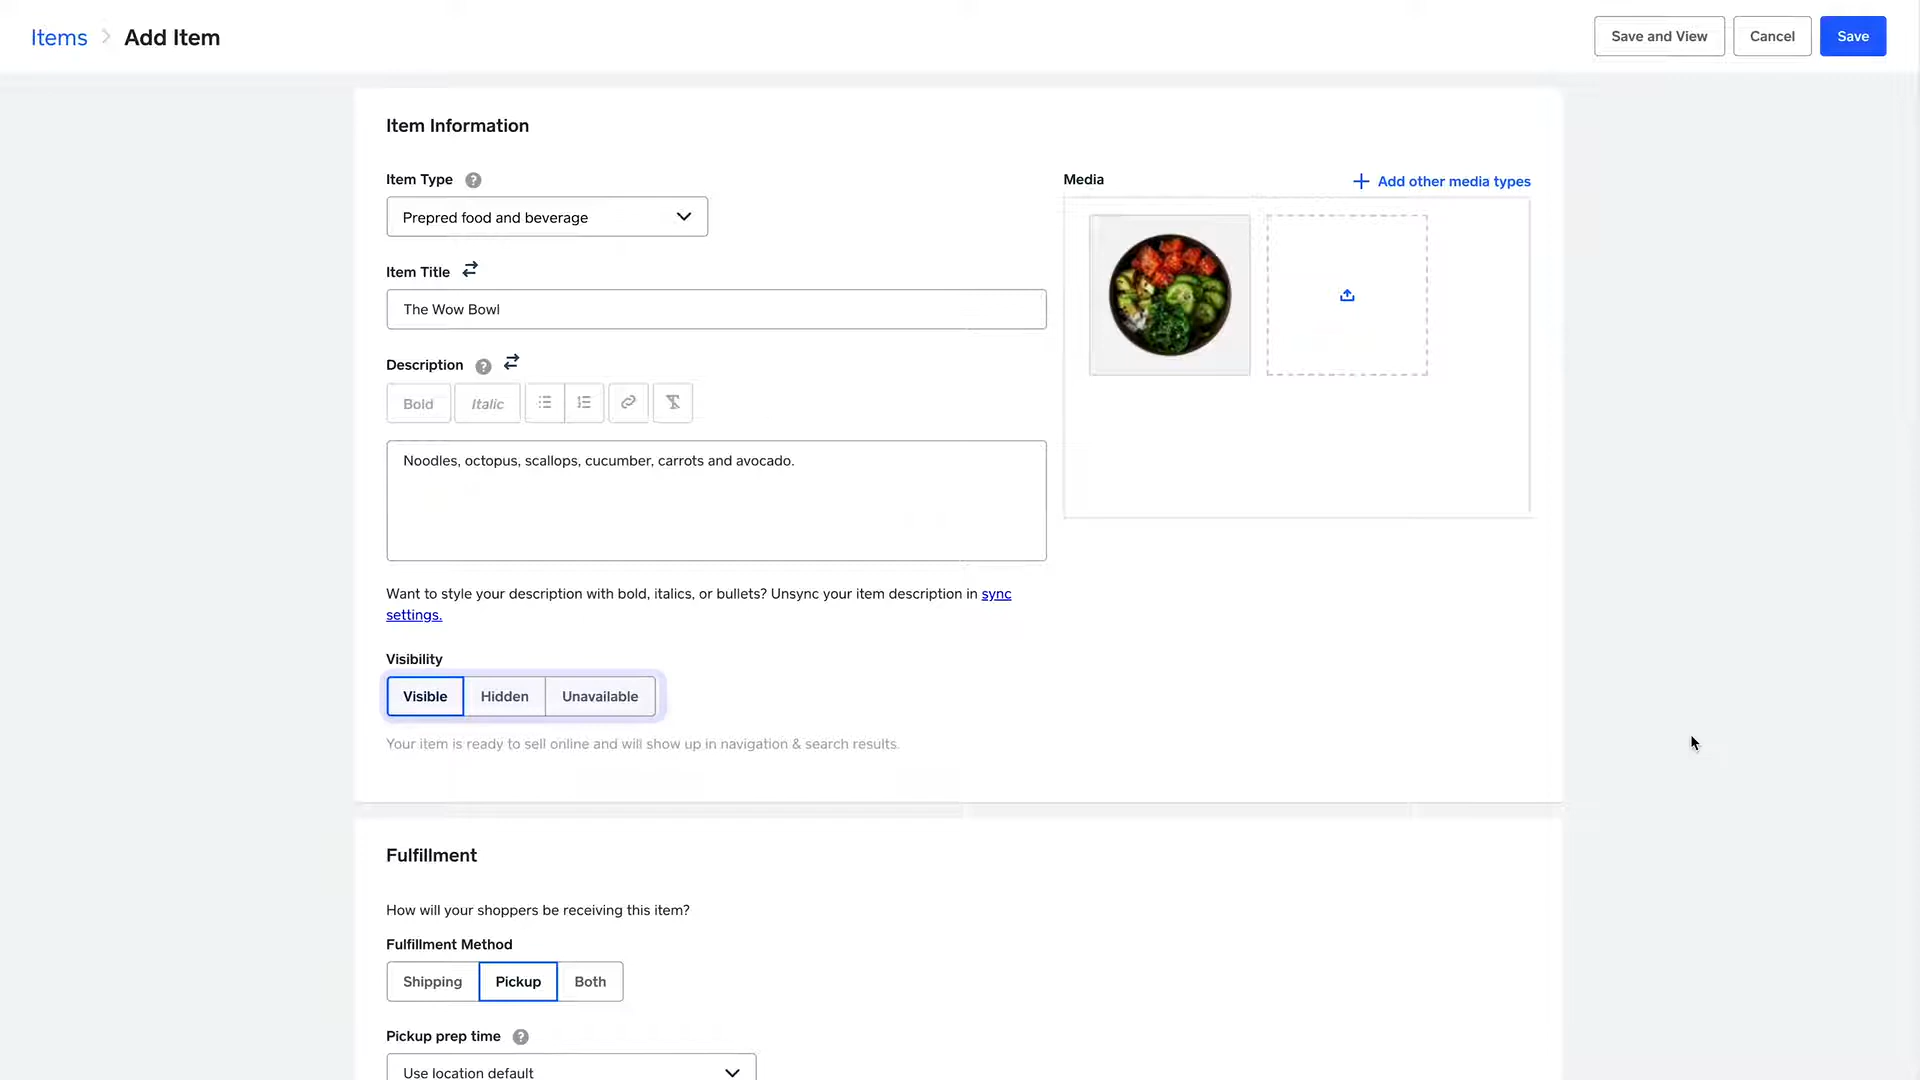 Items > Add Item
Save and View
Cancel
Save
Item Information
Item Type ?
Prepred food and beverage
Item Title
The Wow Bowl
Description ?
Bold
Italic
Noodles, octopus, scallops, cucumber, carrots and avocado.
Want to style your description with bold, italics, or bullets? Unsync your item description in sync
settings.
Visibility
Visible
Hidden
Unavailable
Your item is ready to sell online and will show up in navigation & search results.
Media
+ Add other media types
Fulfillment
How will your shoppers be receiving this item?
Fulfillment Method
Shipping
Pickup
Both
Pickup prep time ?
Use location default